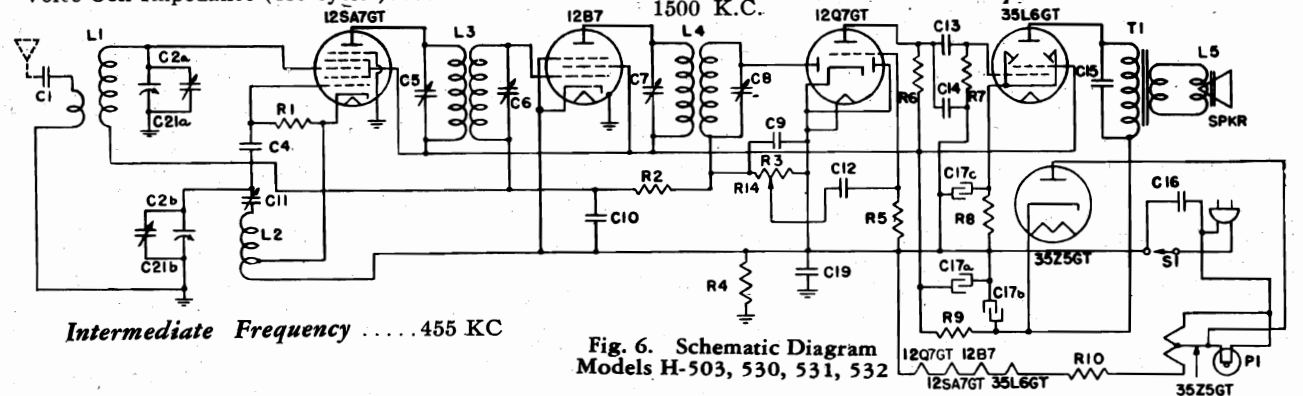 1500 K.C.
12SA7GT
12B7
12Q7GT
35L6GT
L1
C2a
L3
L4
C13
T1
L5
C1
C21a
R1
C5
C6
C7
C8
R6
C14
R7
C15
SPKR
C4
C9
R3
R14
C12
C17c
R8
C16
C2b
C11
R2
C10
R5
L2
C21b
35Z5GT
S1
R4
C19
C17a
C17b
R9
Intermediate Frequency .....455 KC
Fig. 6. Schematic Diagram
Models H-503, 530, 531, 532
12Q7GT 12B7
12SA7GT 35L6GT
R10
P1
35Z5GT